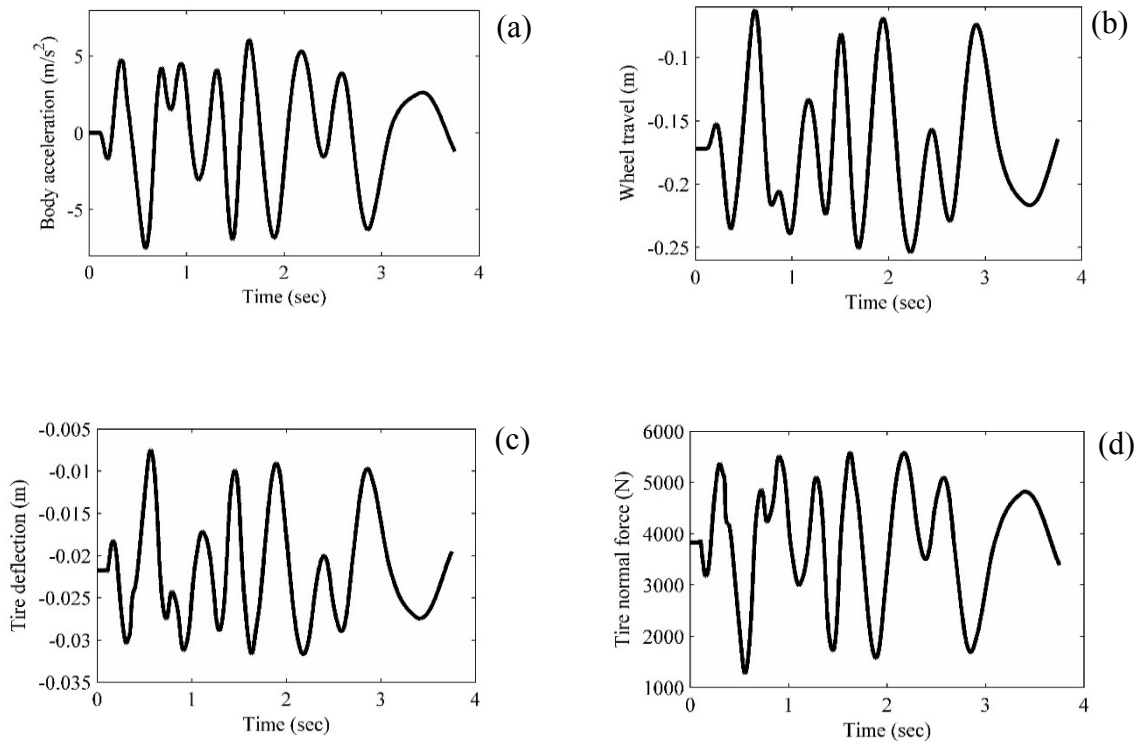 (a)
Body acceleration (m/s²)
5
0
-5
0 1 2 3 4
Time (sec)
(b)
Wheel travel (m)
-0.1
-0.15
-0.2
-0.25
0 1 2 3 4
Time (sec)
(c)
Tire deflection (m)
-0.005
-0.01
-0.015
-0.02
-0.025
-0.03
-0.035
0 1 2 3 4
Time (sec)
(d)
Tire normal force (N)
6000
5000
4000
3000
2000
1000
0 1 2 3 4
Time (sec)